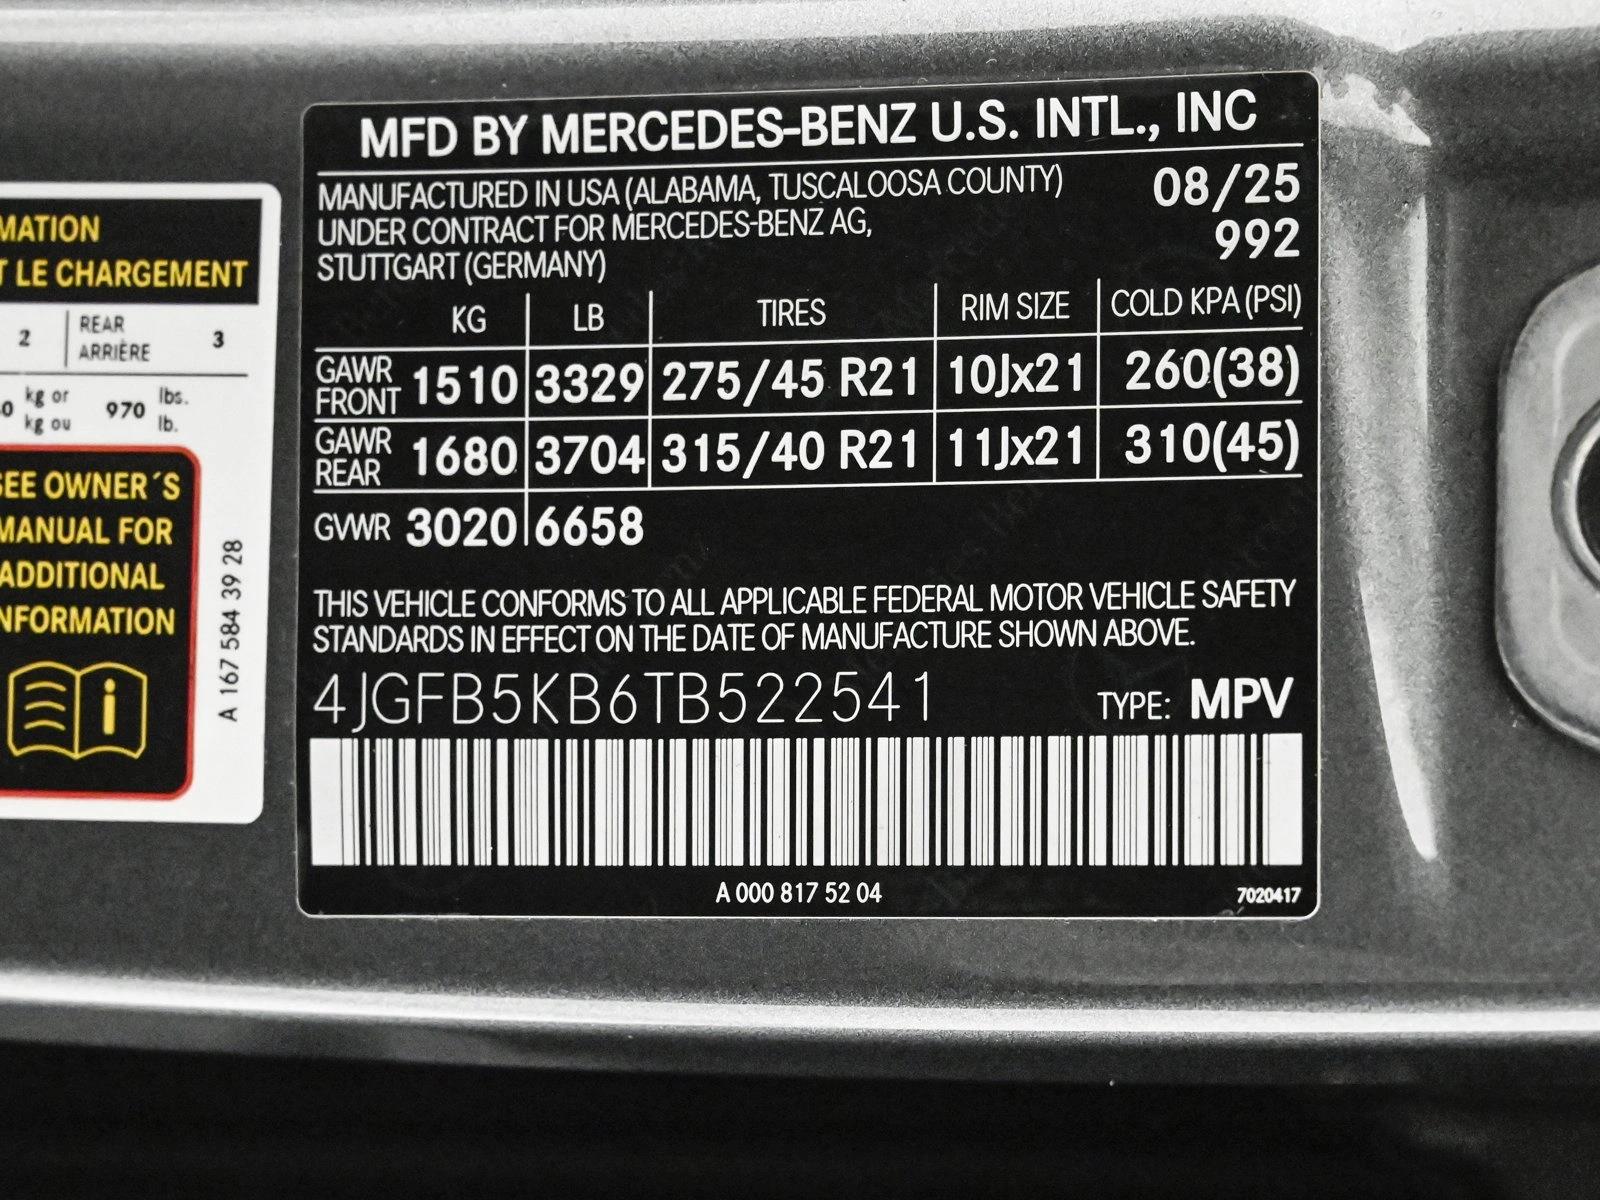 MATION
T LE CHARGEMENT
2 REAR ARRIÈRE 3
0 kg or kg ou 970 lbs. lb.
SEE OWNER´S
MANUAL FOR
ADDITIONAL
INFORMATION
A 167 584 39 28
MFD BY MERCEDES-BENZ U.S. INTL., INC
MANUFACTURED IN USA (ALABAMA, TUSCALOOSA COUNTY) 08/25
UNDER CONTRACT FOR MERCEDES-BENZ AG, 992
STUTTGART (GERMANY)
KG LB TIRES RIM SIZE COLD KPA (PSI)
GAWR FRONT 1510 3329 275/45 R21 10Jx21 260(38)
GAWR REAR 1680 3704 315/40 R21 11Jx21 310(45)
GVWR 3020 6658
THIS VEHICLE CONFORMS TO ALL APPLICABLE FEDERAL MOTOR VEHICLE SAFETY
STANDARDS IN EFFECT ON THE DATE OF MANUFACTURE SHOWN ABOVE.
4JGFB5KB6TB522541 TYPE: MPV
A 000 817 52 04 7020417